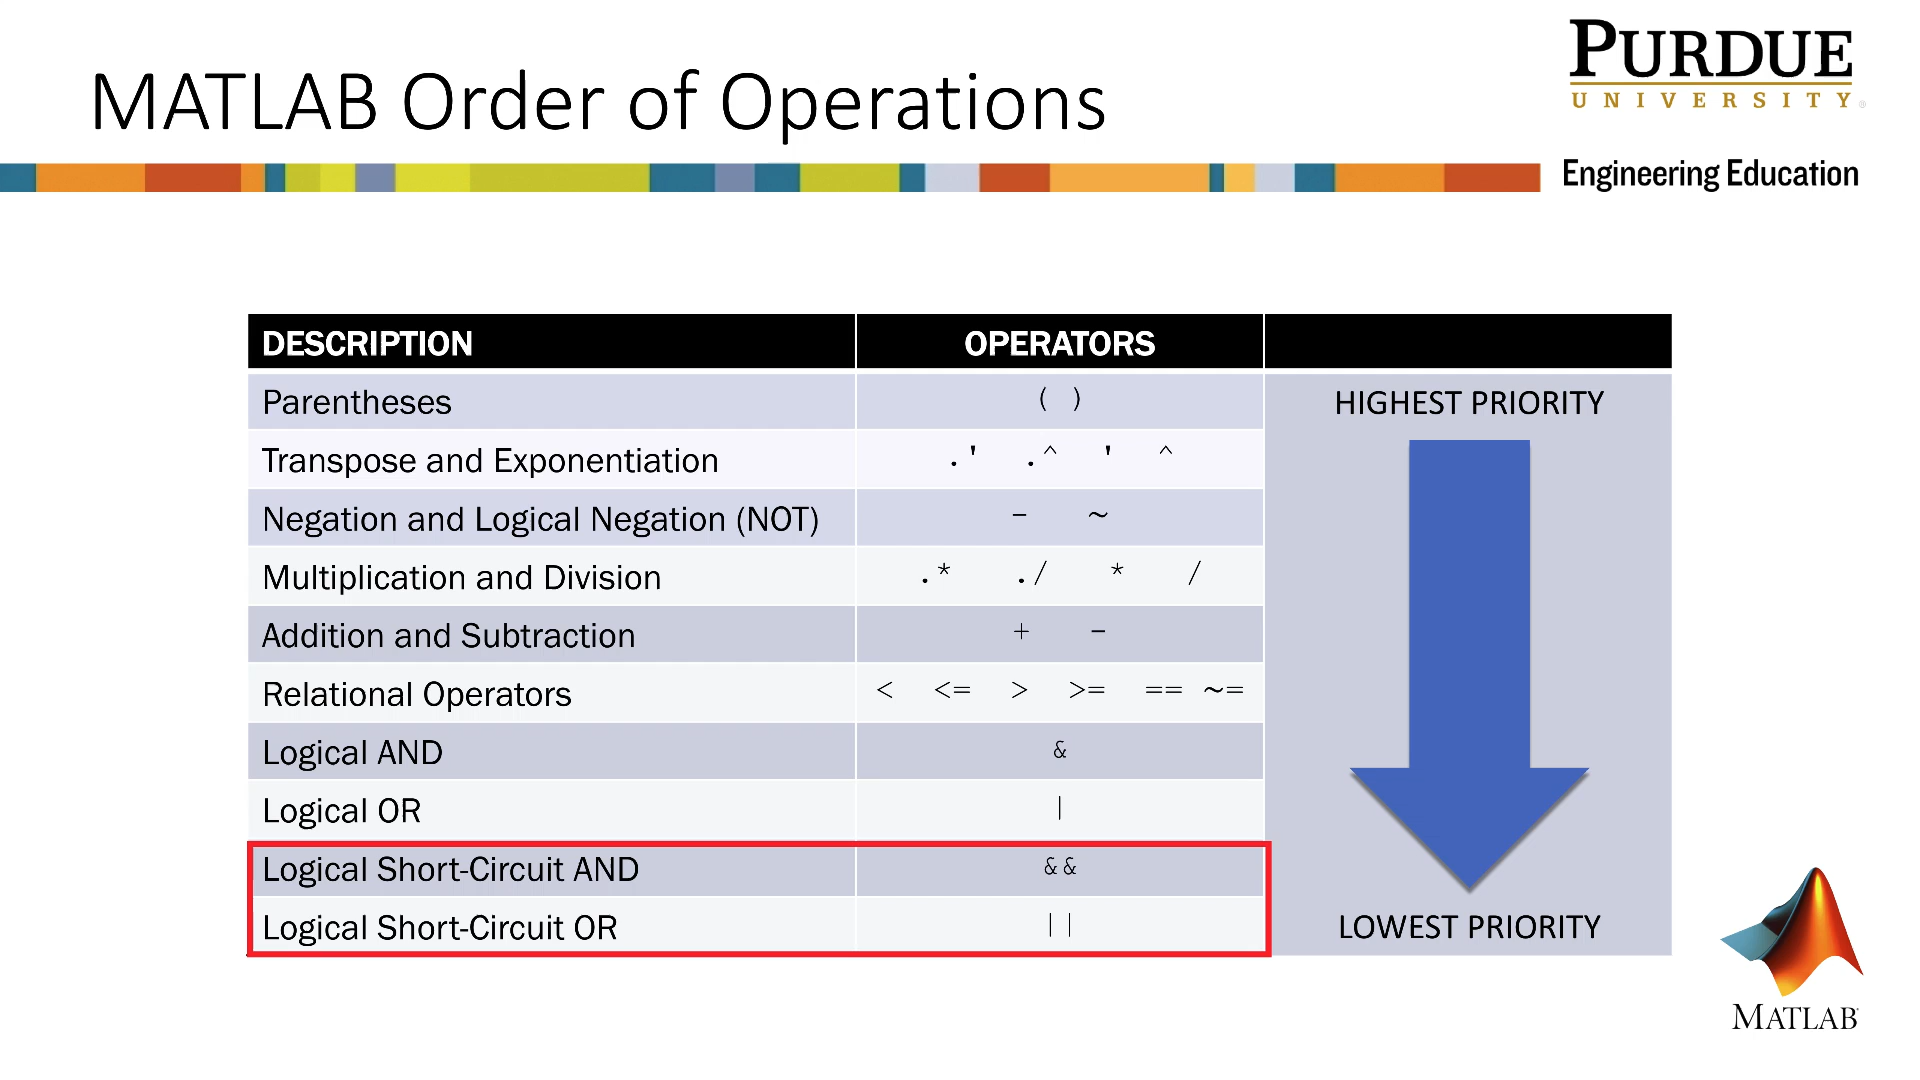 PURDUE
UNIVERSITY®
MATLAB Order of Operations
Engineering Education
DESCRIPTION OPERATORS
Parentheses ( ) HIGHEST PRIORITY
Transpose and Exponentiation .' .^ ' ^
Negation and Logical Negation (NOT) - ~
Multiplication and Division .* ./ * /
Addition and Subtraction + -
Relational Operators < <= > >= == ~=
Logical AND &
Logical OR |
Logical Short-Circuit AND &&
Logical Short-Circuit OR || LOWEST PRIORITY
MATLAB